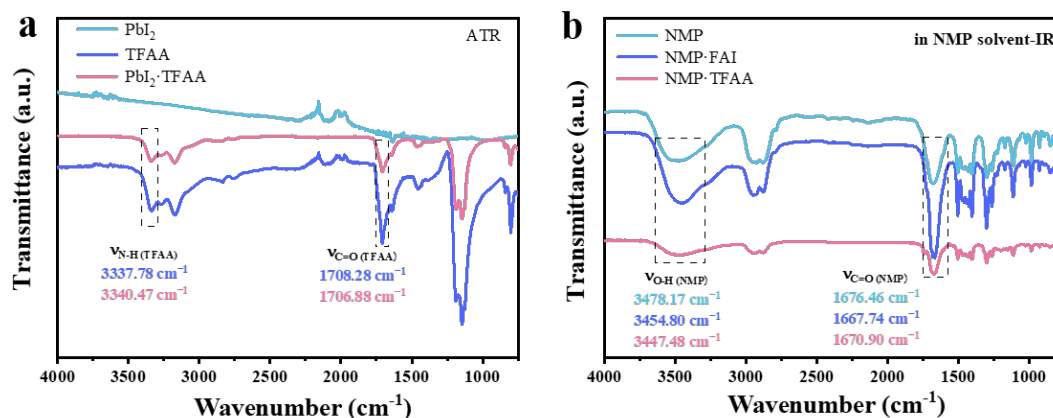 a
PbI₂
TFAA
PbI₂·TFAA
ATR
νN-H (TFAA)
3337.78 cm⁻¹
3340.47 cm⁻¹
νC=O (TFAA)
1708.28 cm⁻¹
1706.88 cm⁻¹
Transmittance (a.u.)
4000 3500 3000 2500 2000 1500 1000
Wavenumber (cm⁻¹)
b
NMP
NMP·FAI
NMP·TFAA
in NMP solvent-IR
νO-H (NMP)
3478.17 cm⁻¹
3454.80 cm⁻¹
3447.48 cm⁻¹
νC=O (NMP)
1676.46 cm⁻¹
1667.74 cm⁻¹
1670.90 cm⁻¹
Transmittance (a.u.)
4000 3500 3000 2500 2000 1500 1000
Wavenumber (cm⁻¹)